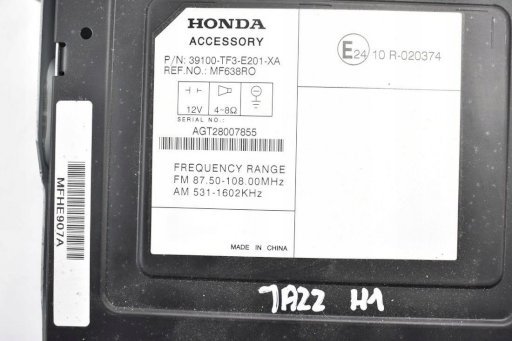 HONDA
ACCESSORY
P/N: 39100-TF3-E201-XA
REF.NO.: MF638RO
E24 10 R-020374
12V 4~8Ω
SERIAL NO.:
AGT28007855
FREQUENCY RANGE
FM 87.50-108.00MHz
AM 531-1602KHz
MADE IN CHINA
MFHE907A
JAZZ H1